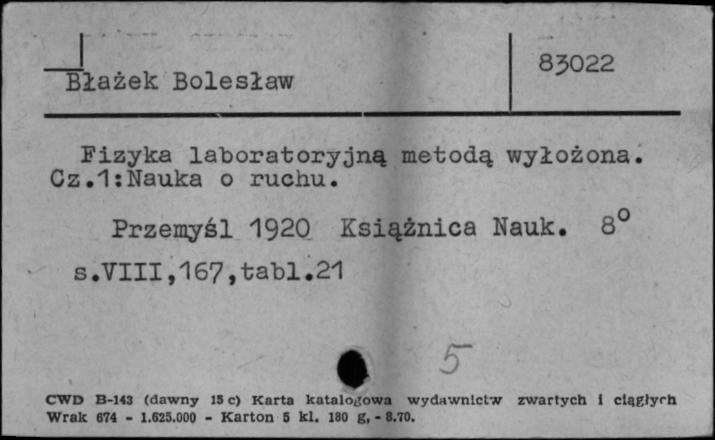 83022
Błażek Bolesław
Fizyka laboratoryjną metodą wyłożona.
Cz.1:Nauka o ruchu.
Przemyśl 1920 Książnica Nauk. 8°
s.VIII,167,tabl.21
5
CWD B-143 (dawny 15 c) Karta katalogowa wydawnictw zwartych i ciągłych
Wrak 674 - 1.625.000 - Karton 5 kl. 180 g, - 8.70.